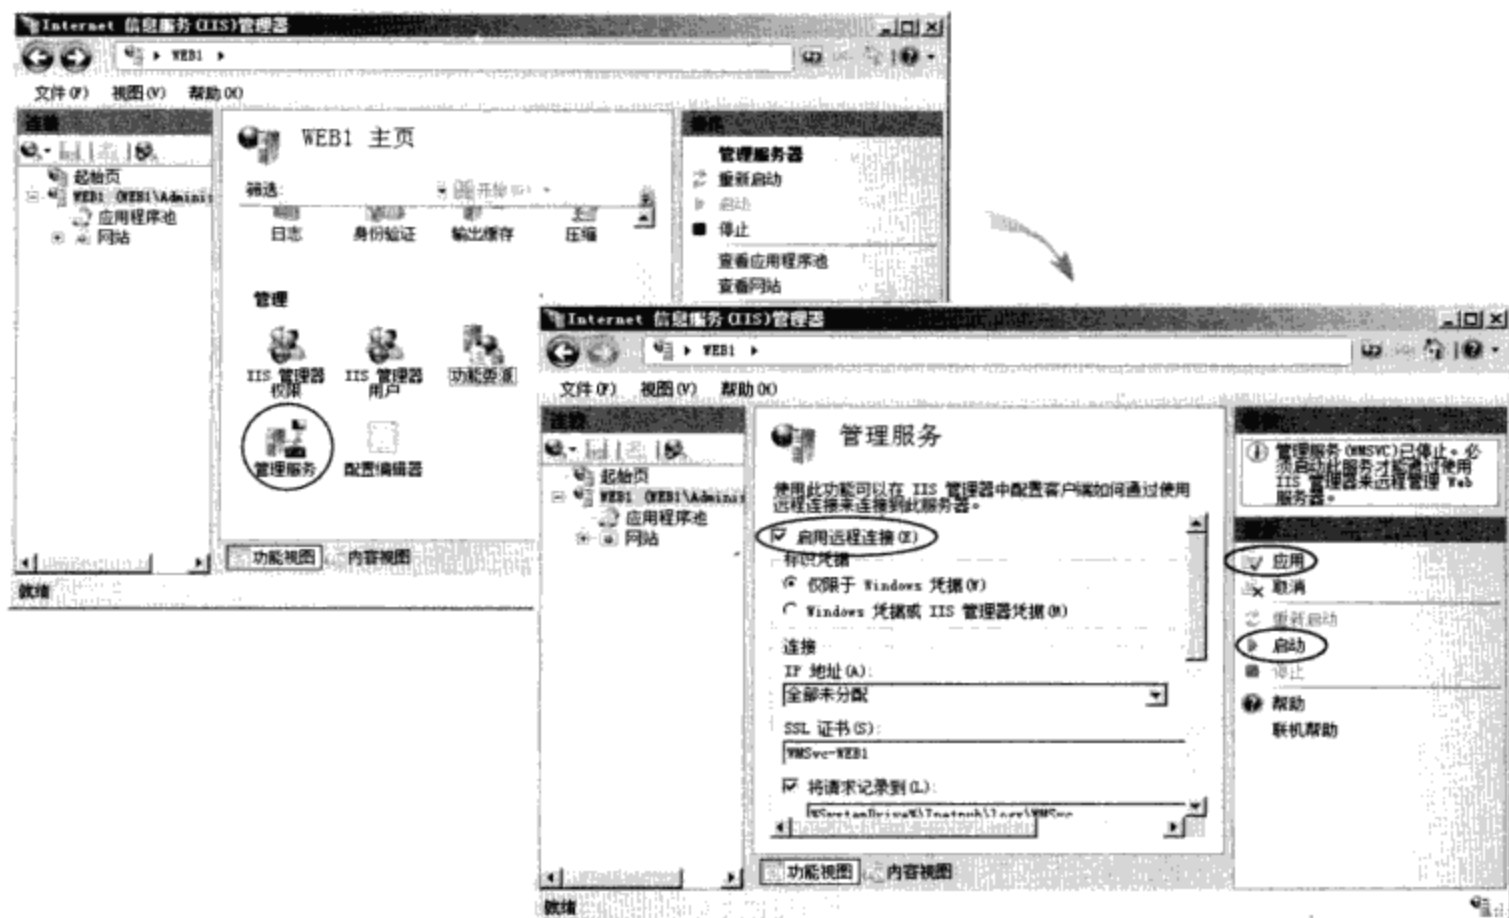 Internet 信息服务(IIS)管理器
WEB1
文件(F) 视图(V) 帮助(H)
连接
起始页
WEB1 (WEB1\Adminis
应用程序池
网站
WEB1 主页
筛选:
开始(G)
日志
身份验证
输出缓存
压缩
管理
IIS 管理器
权限
IIS 管理器
用户
功能委派
管理服务
配置编辑器
功能视图
内容视图
操作
管理服务器
重新启动
启动
停止
查看应用程序池
查看网站
就绪
Internet 信息服务(IIS)管理器
WEB1
文件(F) 视图(V) 帮助(H)
连接
起始页
WEB1 (WEB1\Adminis
应用程序池
网站
管理服务
使用此功能可以在 IIS 管理器中配置客户端如何通过使用
远程连接来连接到此服务器。
启用远程连接(E)
标识凭据
仅限于 Windows 凭据(W)
Windows 凭据或 IIS 管理器凭据(M)
连接
IP 地址(A):
全部未分配
SSL 证书(S):
WMSvc-WEB1
将请求记录到(L):
%SystemDrive%\Inetpub\logs\WMSvc
功能视图
内容视图
管理服务(WMSVC)已停止。必
须启动此服务才能通过使用
IIS 管理器来远程管理 Web
服务器。
应用
取消
重新启动
启动
停止
帮助
联机帮助
就绪